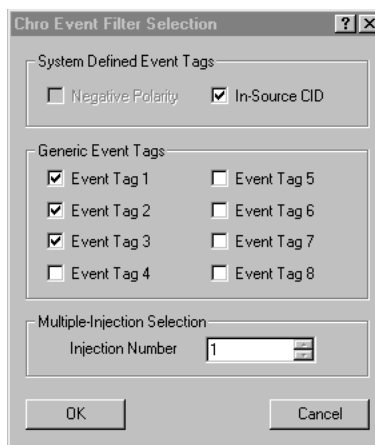 Chro Event Filter Selection
System Defined Event Tags
Negative Polarity In-Source CID
Generic Event Tags
Event Tag 1 Event Tag 5
Event Tag 2 Event Tag 6
Event Tag 3 Event Tag 7
Event Tag 4 Event Tag 8
Multiple-Injection Selection
Injection Number 1
OK Cancel